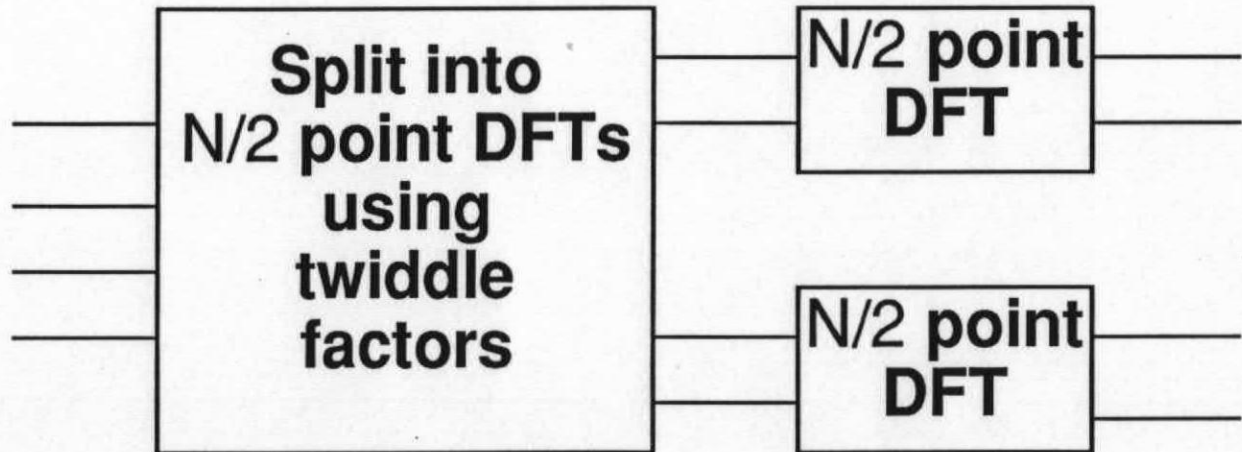 Split into
N/2 point DFTs
using
twiddle
factors
N/2 point
DFT
N/2 point
DFT